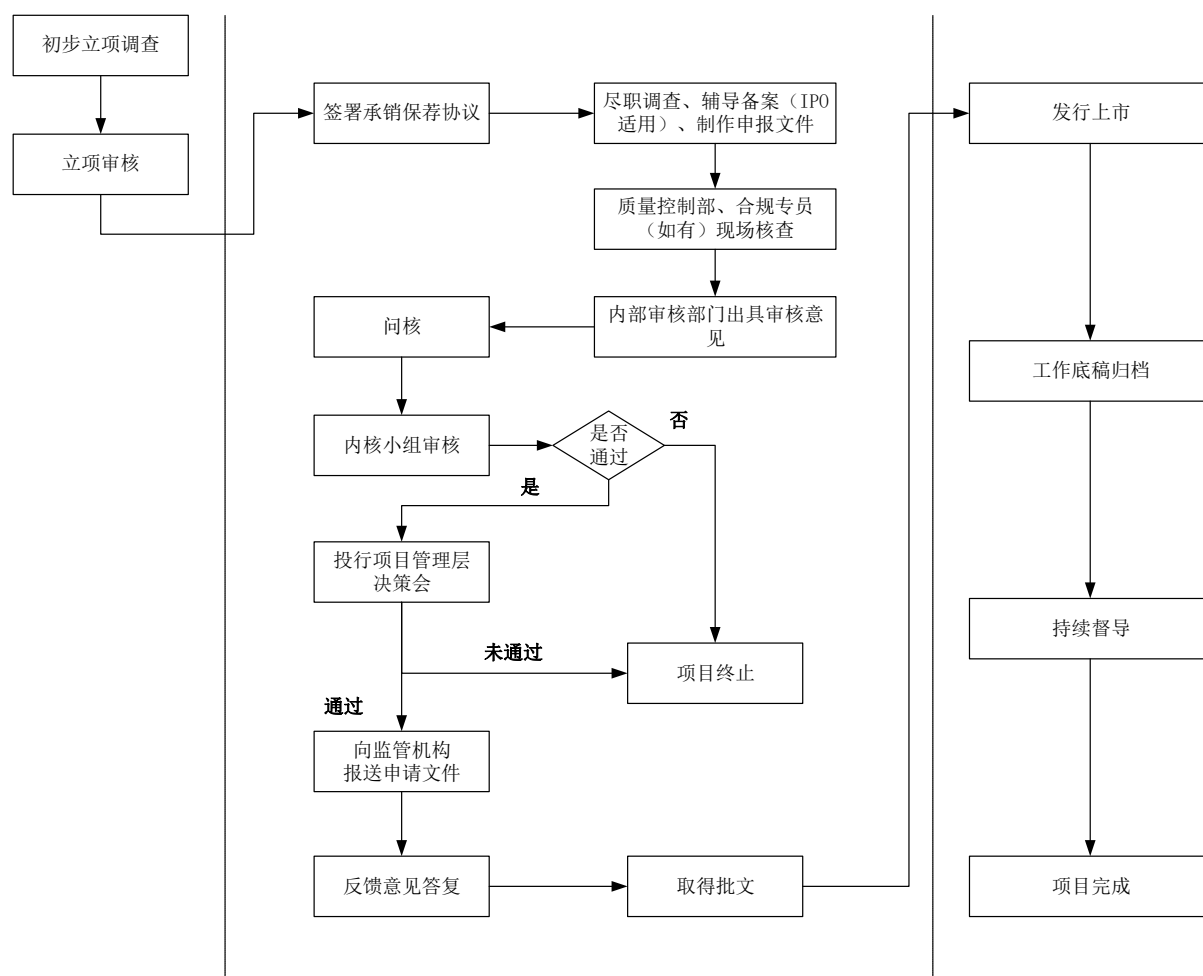 初步立项调查
立项审核
签署承销保荐协议
尽职调查、辅导备案（IPO
适用）、制作申报文件
质量控制部、合规专员
（如有）现场核查
内部审核部门出具审核意
见
问核
内核小组审核
是否
通过
否
是
投行项目管理层
决策会
未通过
项目终止
通过
向监管机构
报送申请文件
反馈意见答复
取得批文
发行上市
工作底稿归档
持续督导
项目完成